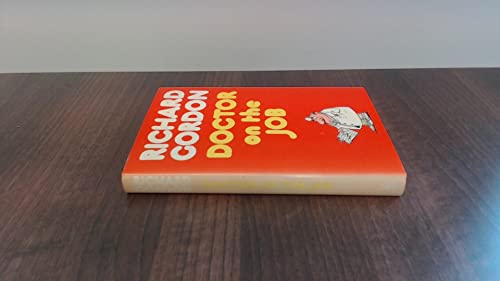 RICHARD
GORDON
DOCTOR
on the
JOB